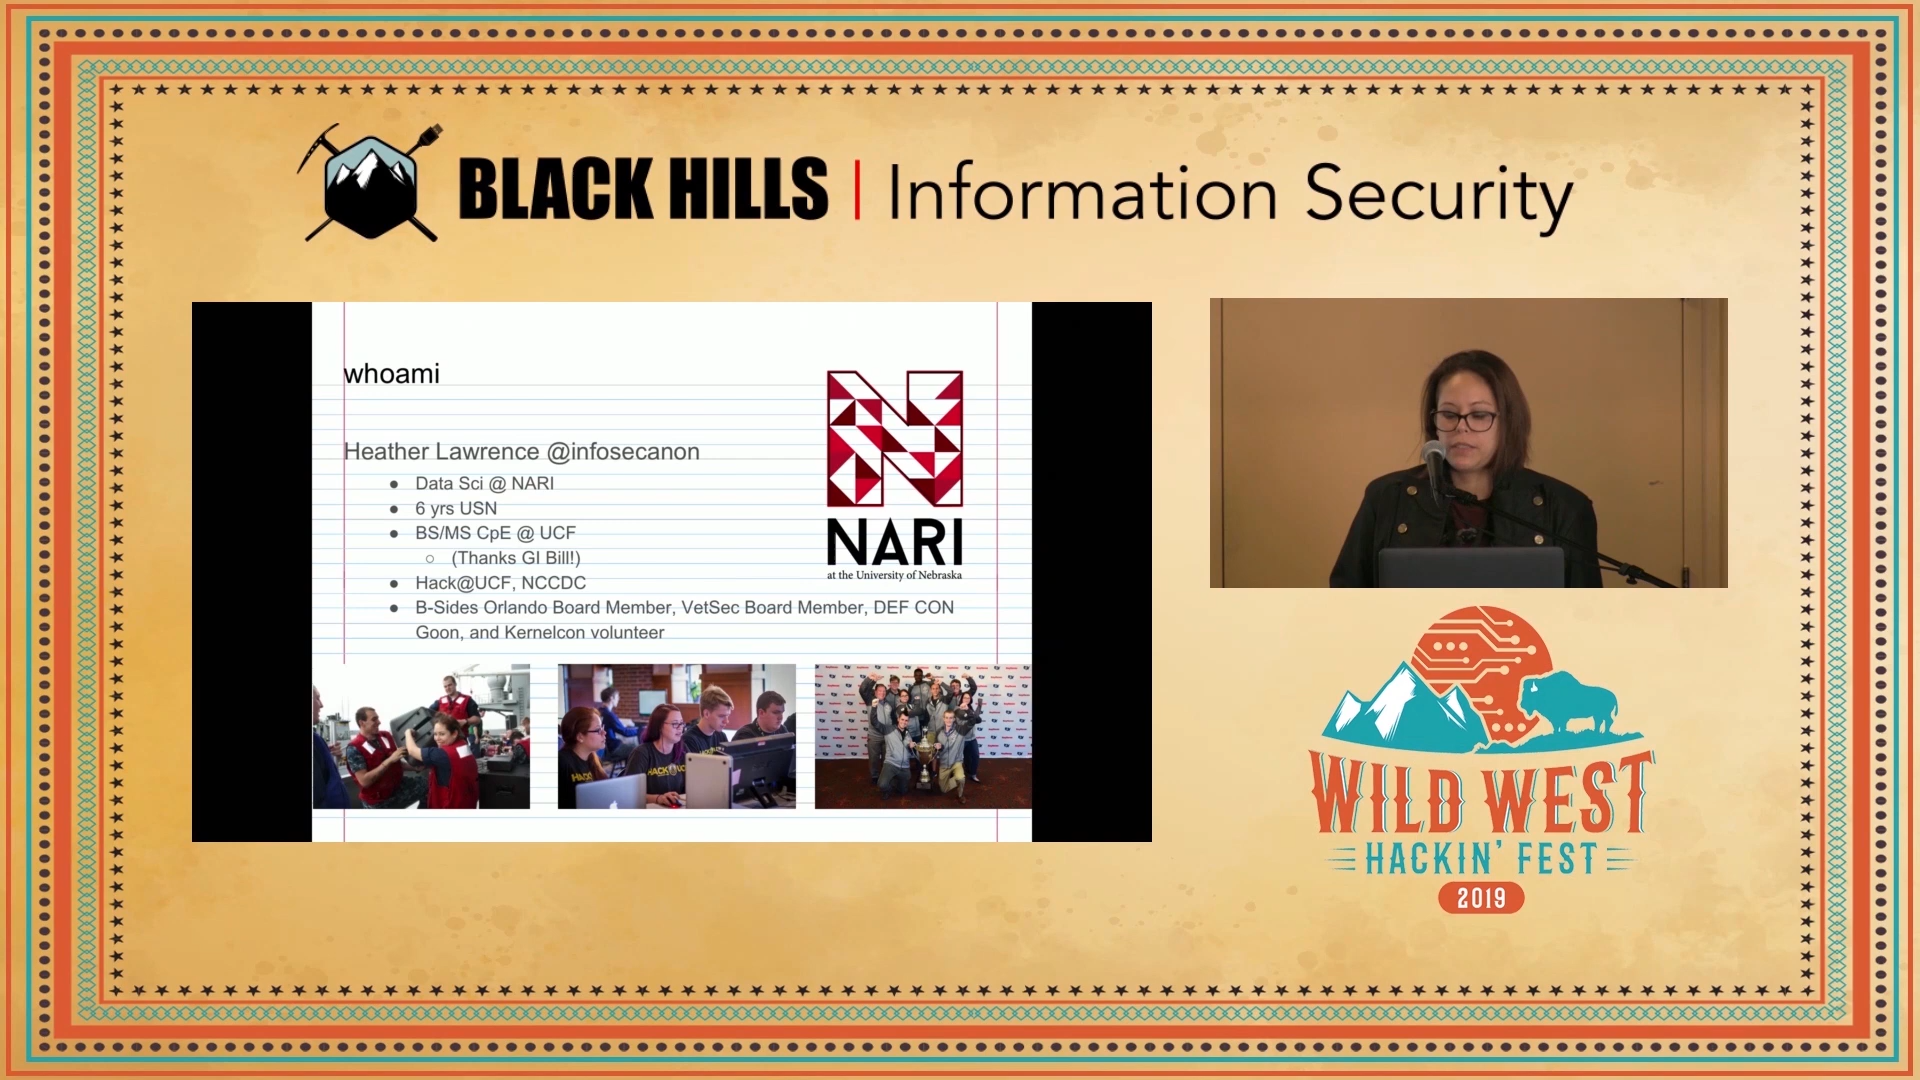 BLACK HILLS | Information Security
whoami
Heather Lawrence @infosecanon
● Data Sci @ NARI
● 6 yrs USN
● BS/MS CpE @ UCF
○ (Thanks GI Bill!)
● Hack@UCF, NCCDC
● B-Sides Orlando Board Member, VetSec Board Member, DEF CON
Goon, and Kernelcon volunteer
N
NARI
at the University of Nebraska
HACK
WILD WEST
HACKIN' FEST
2019